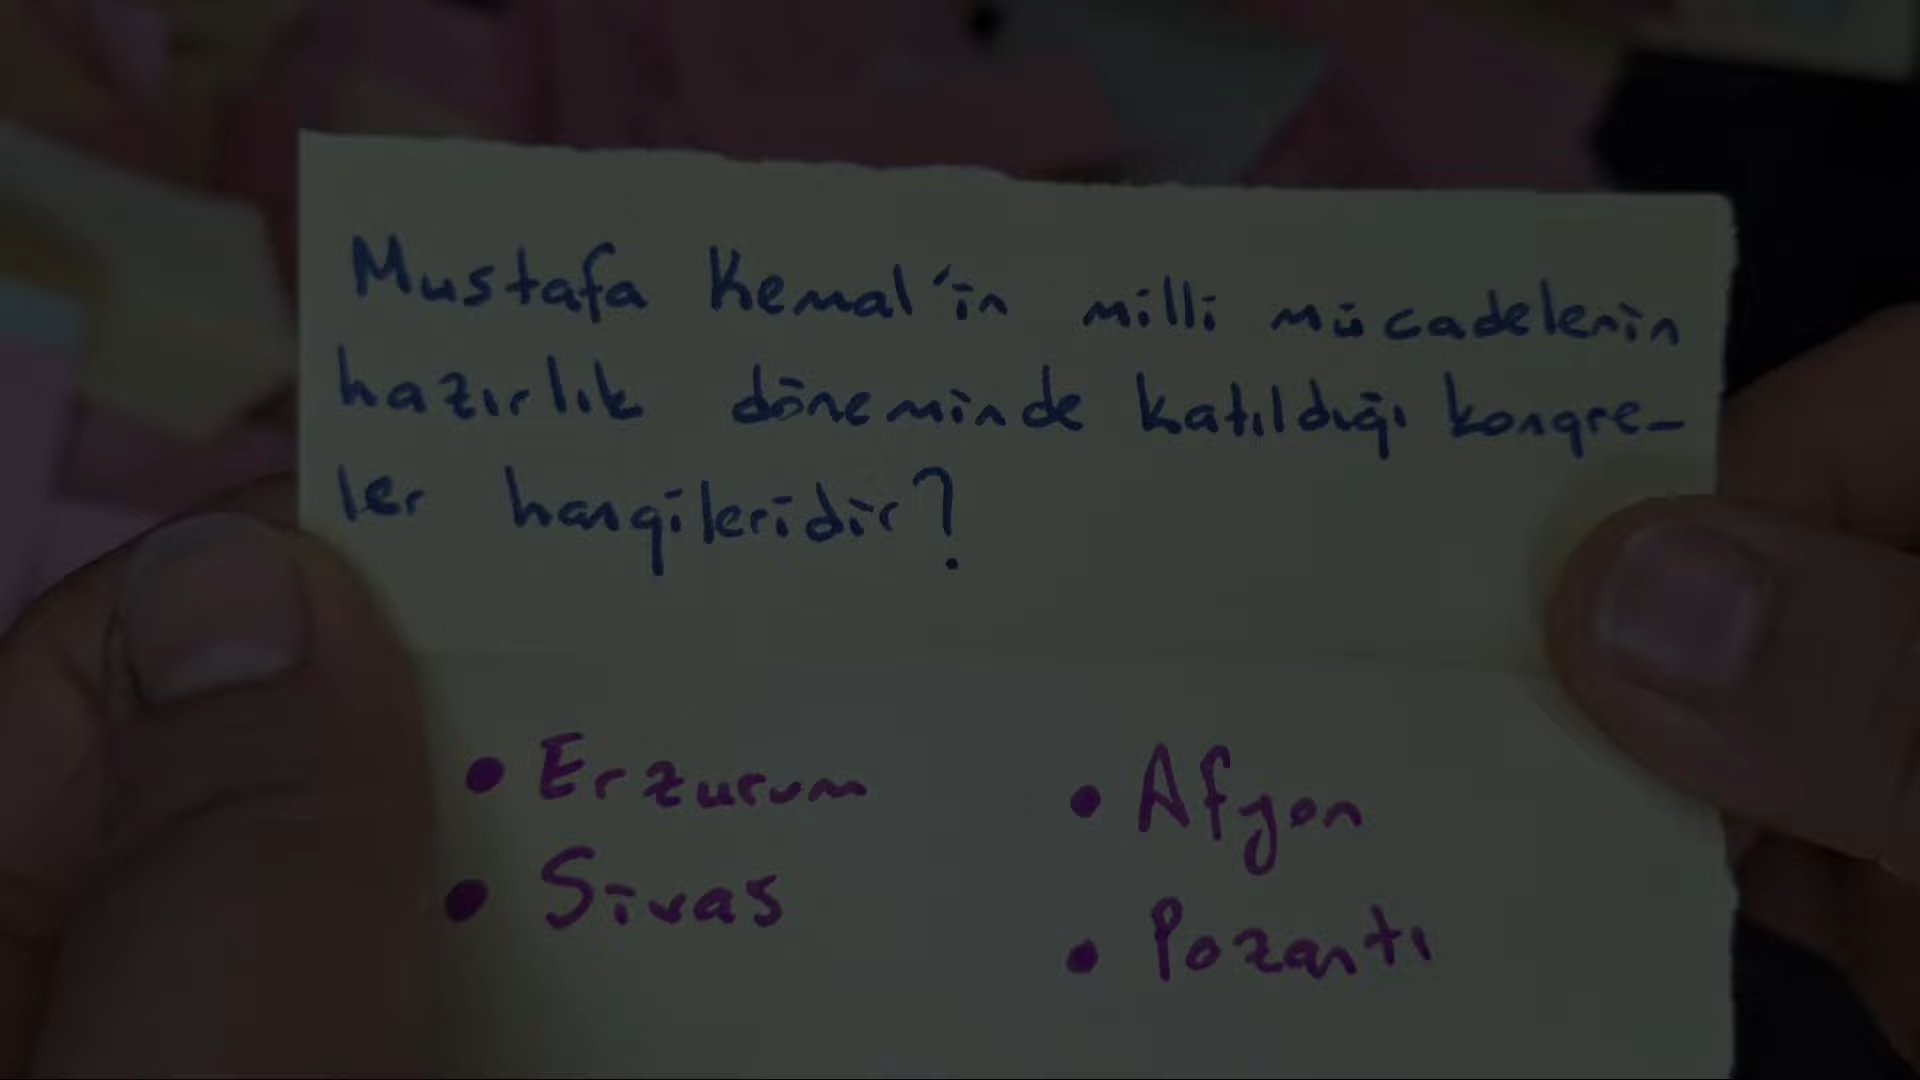 Mustafa Kemal'in milli mücadelenin
hazırlık döneminde katıldığı kongre-
ler hangileridir?
• Erzurum
• Sivas
• Afyon
• Pozantı